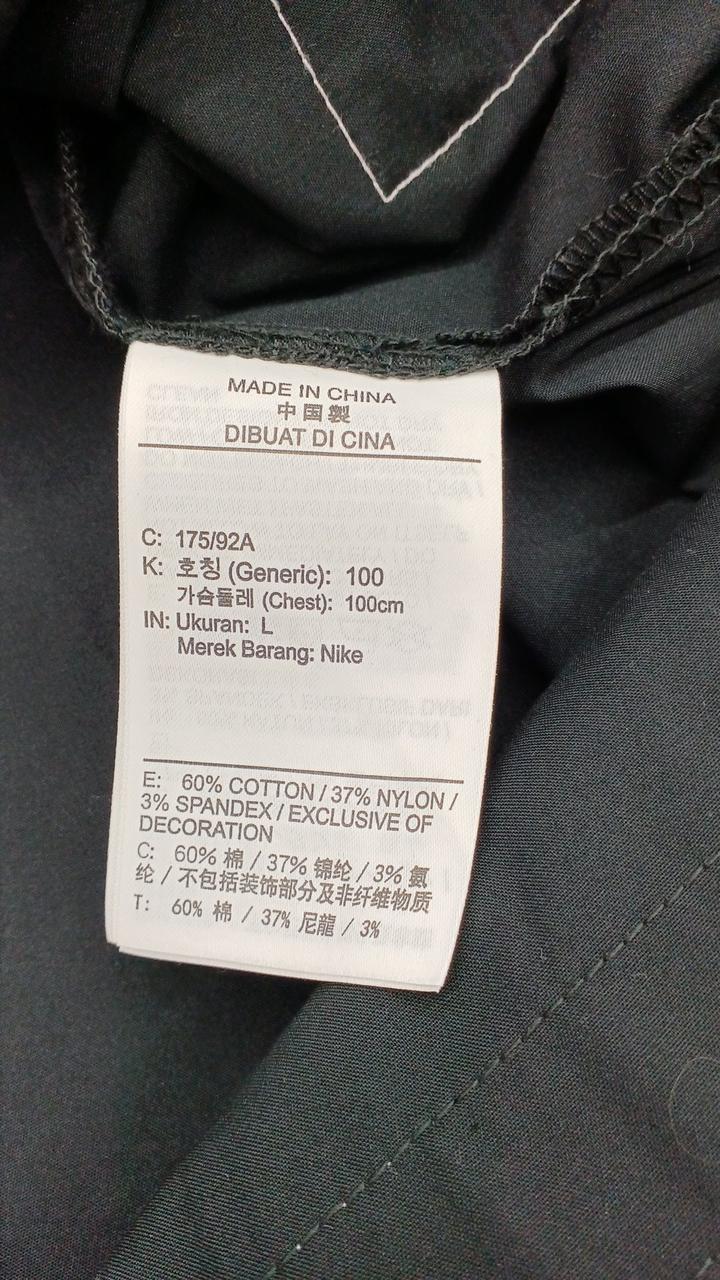 MADE IN CHINA
中国製
DIBUAT DI CINA
C: 175/92A
K: 호칭 (Generic): 100
가슴둘레 (Chest): 100cm
IN: Ukuran: L
Merek Barang: Nike
E: 60% COTTON / 37% NYLON /
3% SPANDEX / EXCLUSIVE OF
DECORATION
C: 60% 棉 / 37% 锦纶 / 3% 氨
纶 / 不包括装饰部分及非纤维物质
T: 60% 棉 / 37% 尼龍 / 3%